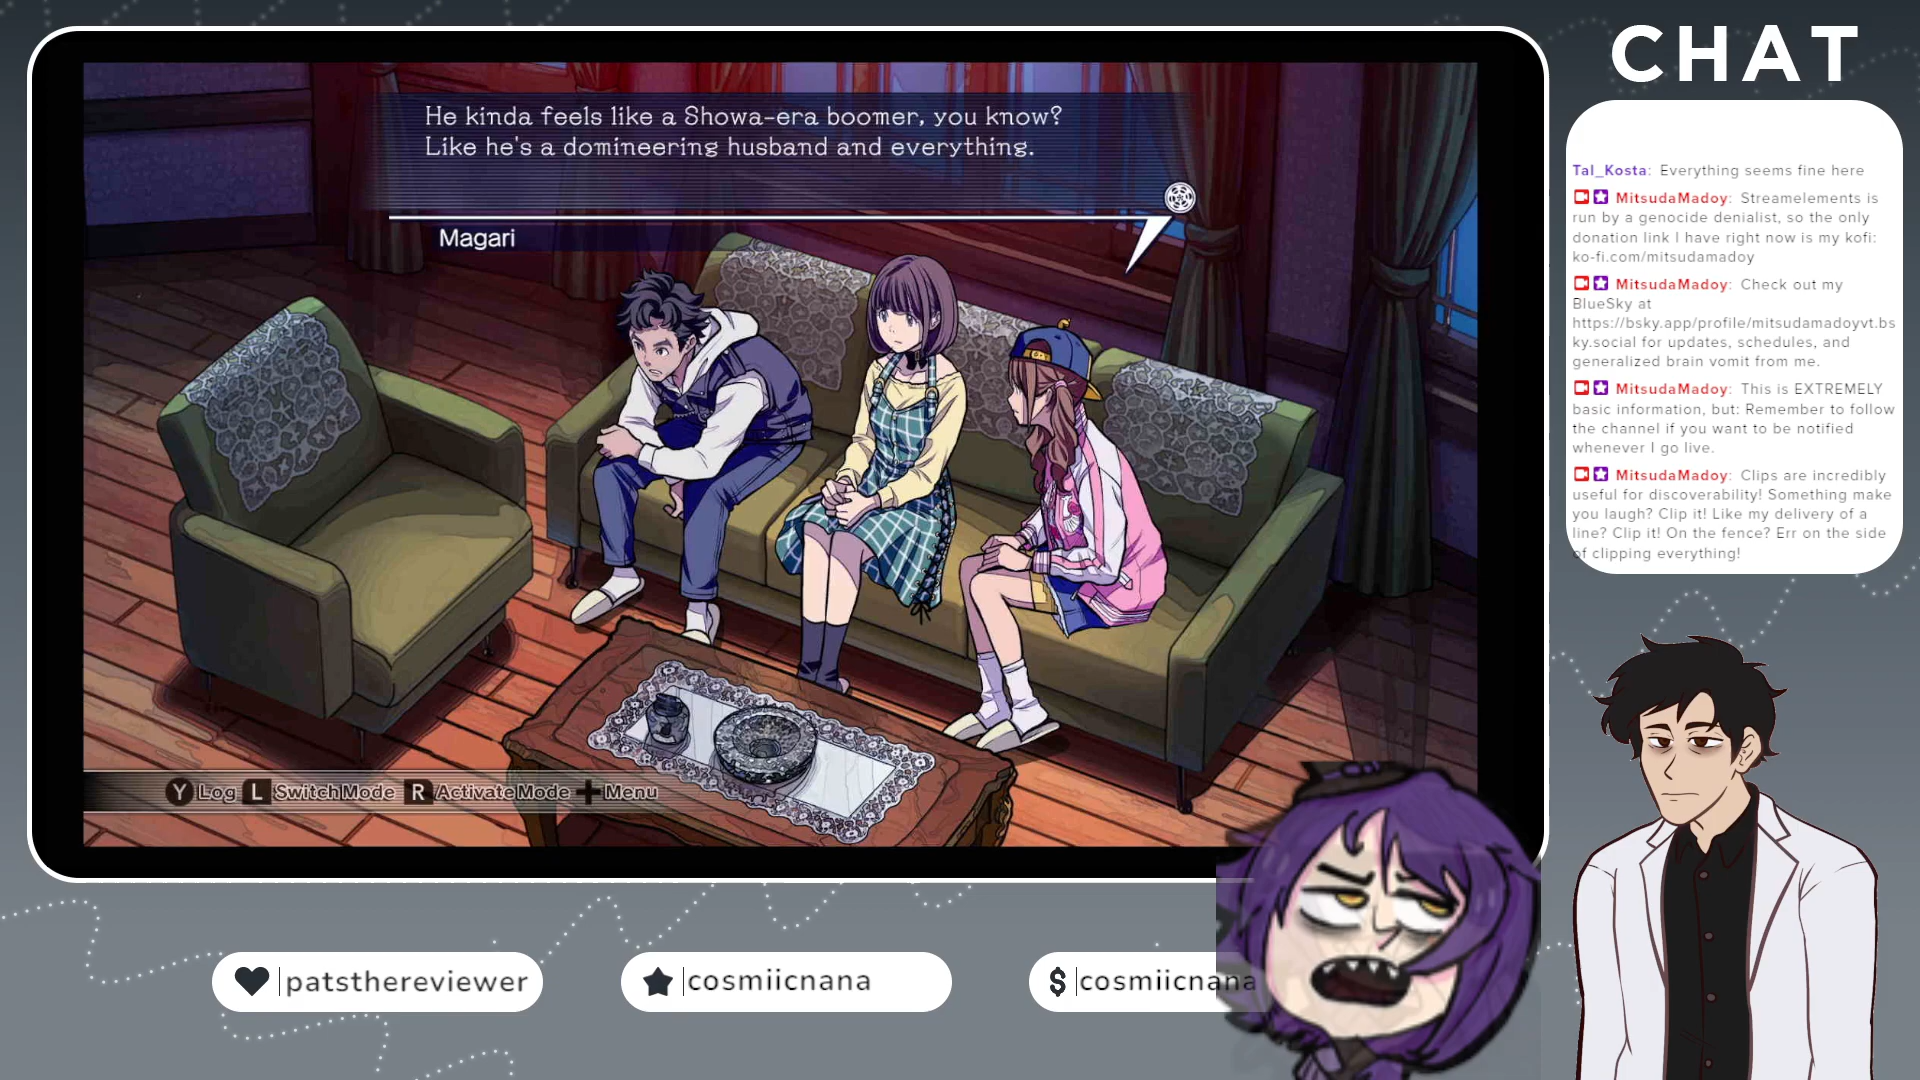 He kinda feels like a Showa-era boomer, you know?
Like he's a domineering husband and everything.
Magari
Y Log L SwitchMode R ActivateMode Menu
patsthereviewer
cosmiicnana
$ cosmiicnana
CHAT
Tal_Kosta: Everything seems fine here
MitsudaMadoy: Streamelements is
run by a genocide denialist, so the only
donation link I have right now is my kofi:
ko-fi.com/mitsudamadoy
MitsudaMadoy: Check out my
BlueSky at
https://bsky.app/profile/mitsudamadoyvt.bs
ky.social for updates, schedules, and
generalized brain vomit from me.
MitsudaMadoy: This is EXTREMELY
basic information, but: Remember to follow
the channel if you want to be notified
whenever I go live.
MitsudaMadoy: Clips are incredibly
useful for discoverability! Something make
you laugh? Clip it! Like my delivery of a
line? Clip it! On the fence? Err on the side
of clipping everything!